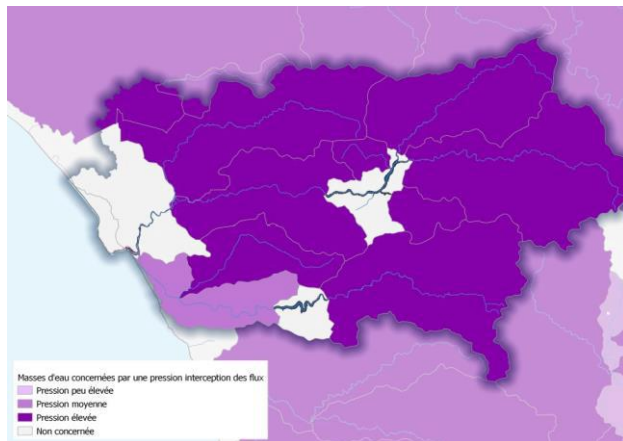 Masses d'eau concernées par une pression interception des flux
Pression peu élevée
Pression moyenne
Pression élevée
Non concernée